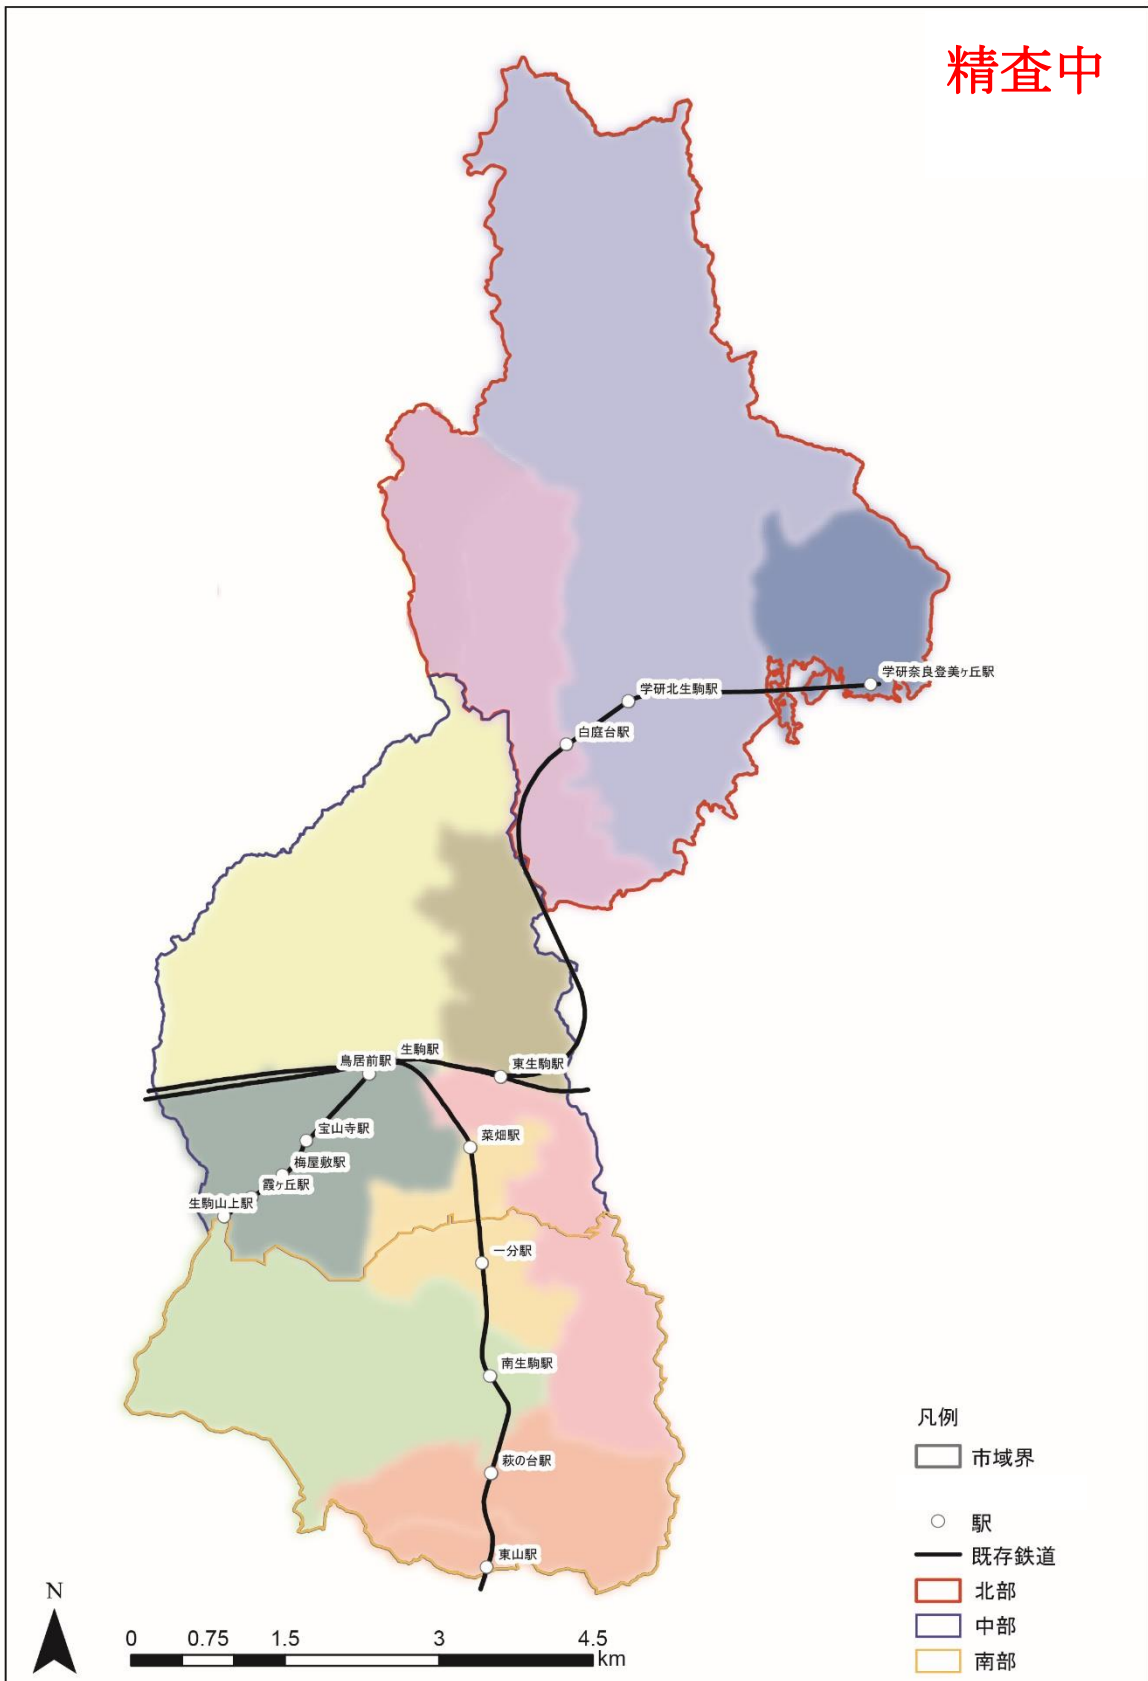 精査中
学研奈良登美ヶ丘駅
学研北生駒駅
白庭台駅
生駒駅
鳥居前駅
東生駒駅
宝山寺駅
菜畑駅
梅屋敷駅
霞ヶ丘駅
生駒山上駅
一分駅
南生駒駅
萩の台駅
東山駅
凡例
市域界
駅
既存鉄道
北部
中部
南部
N
0 0.75 1.5 3 4.5
km